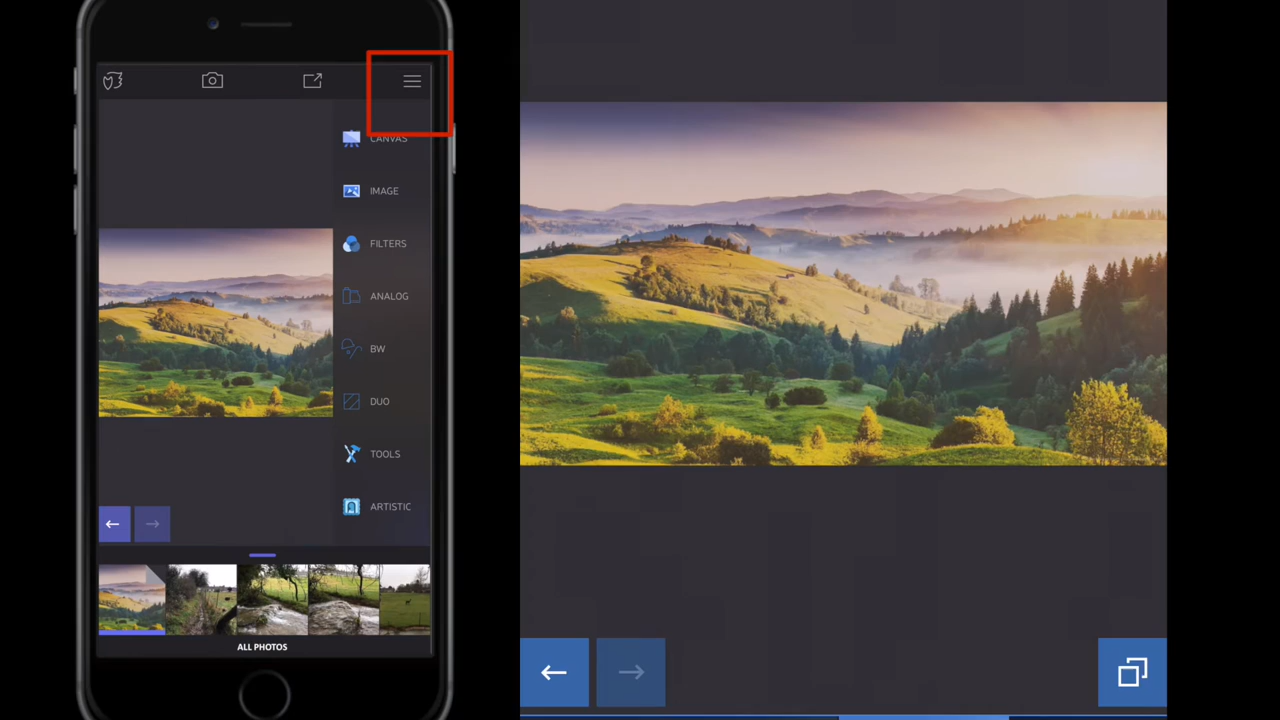 CANVAS
IMAGE
FILTERS
ANALOG
BW
DUO
TOOLS
ARTISTIC
ALL PHOTOS